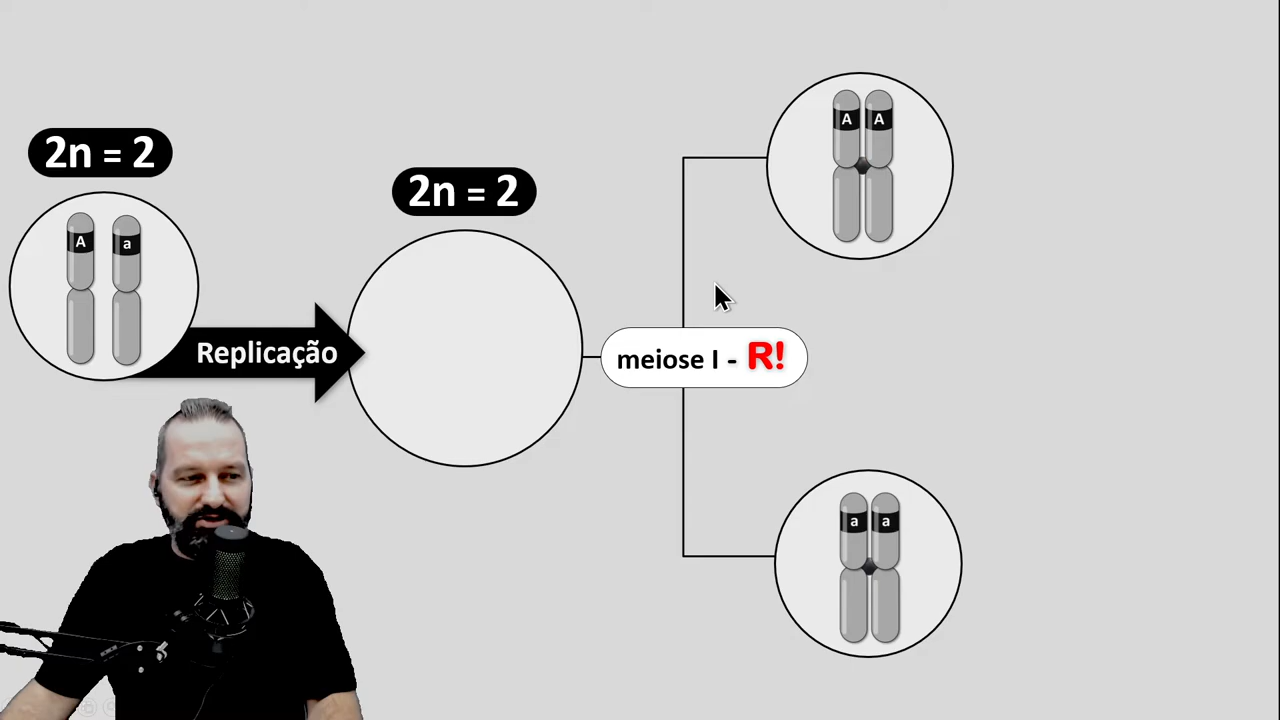 2n = 2
A a
Replicação
2n = 2
meiose I - R!
A A
a a